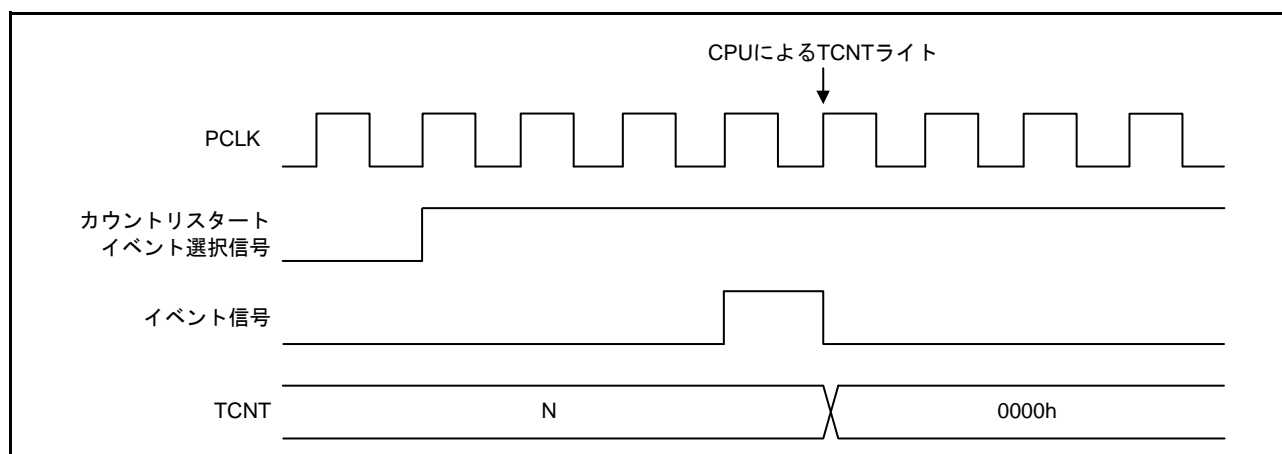 CPUによるTCNTライト
PCLK
カウントリスタート
イベント選択信号
イベント信号
TCNT
N
0000h